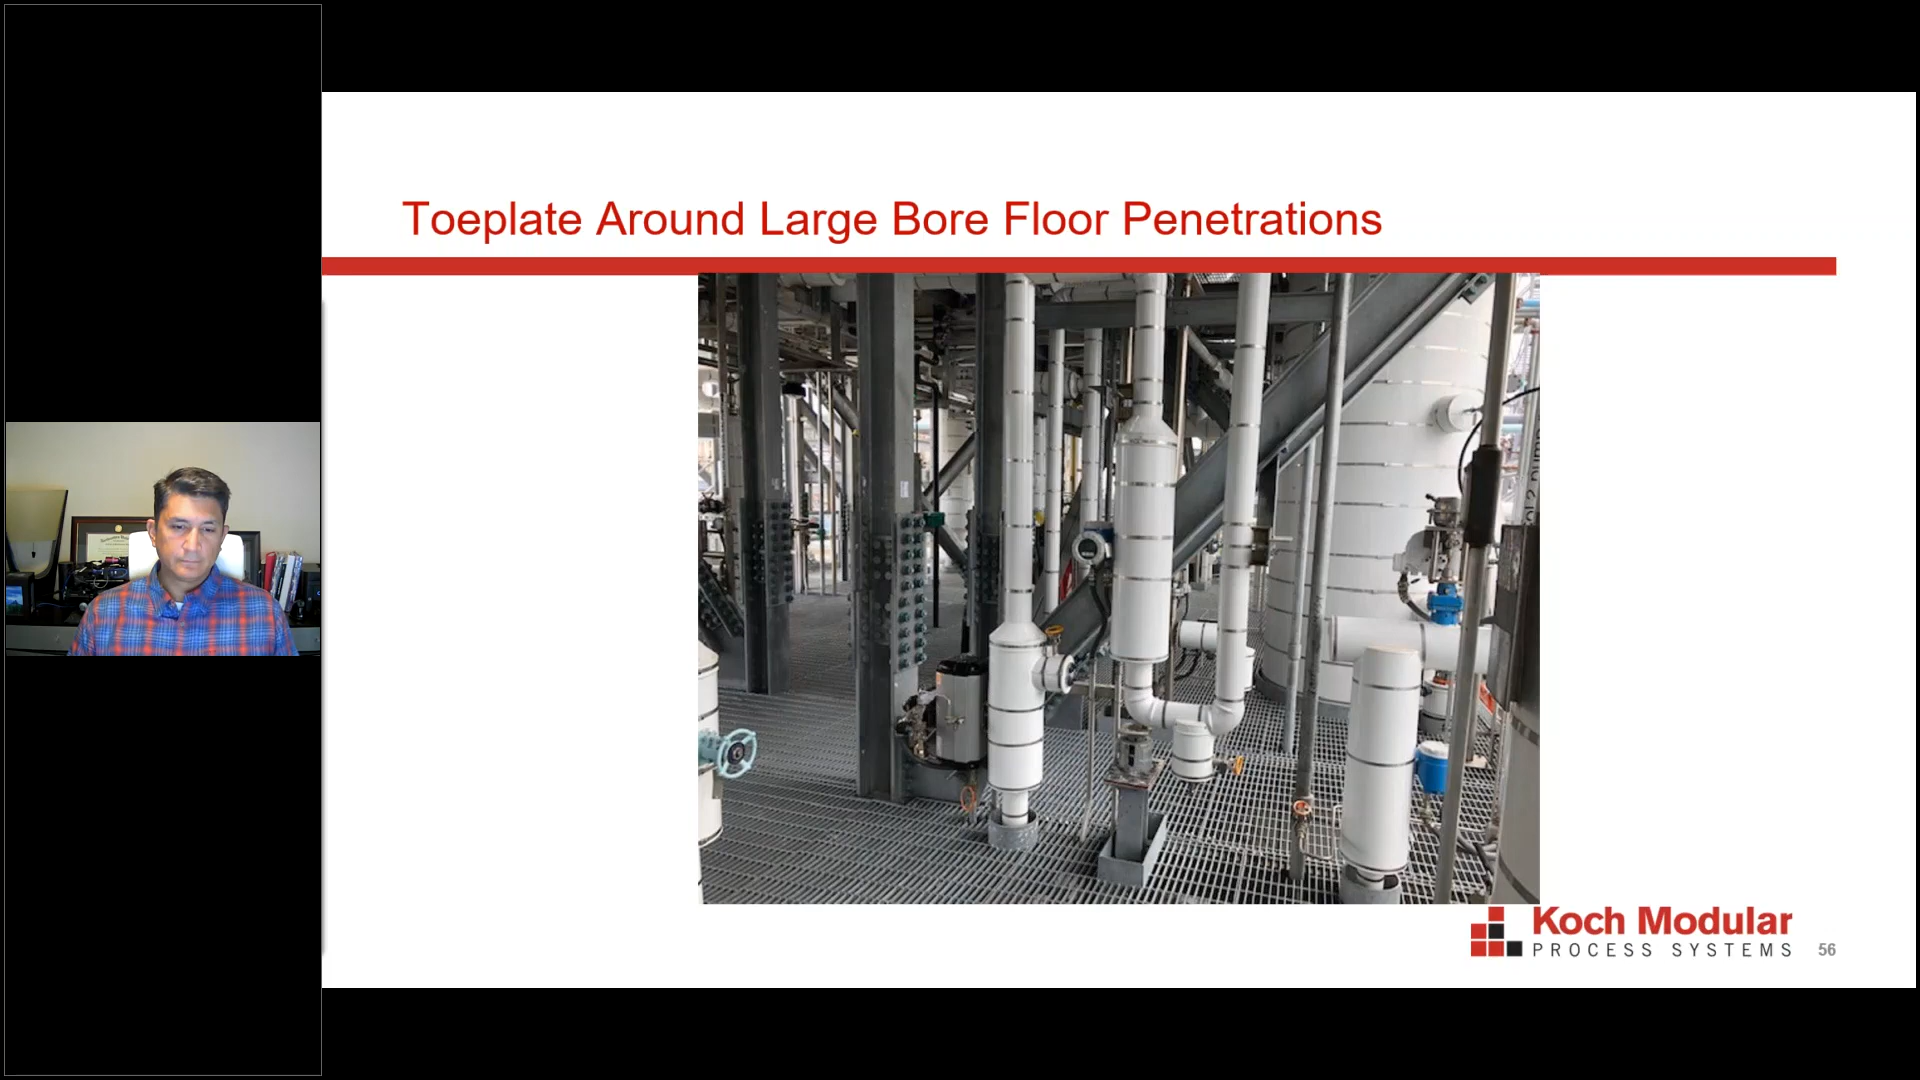 Toeplate Around Large Bore Floor Penetrations
Koch Modular
PROCESS SYSTEMS
56